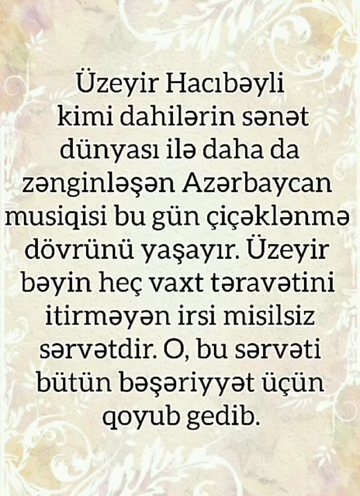 Üzeyir Hacıbəyli
kimi dahilərin sənət
dünyası ilə daha da
zənginləşən Azərbaycan
musiqisi bu gün çiçəklənmə
dövrünü yaşayır. Üzeyir
bəyin heç vaxt təravətini
itirməyən irsi misilsiz
sərvətdir. O, bu sərvəti
bütün bəşəriyyət üçün
qoyub gedib.